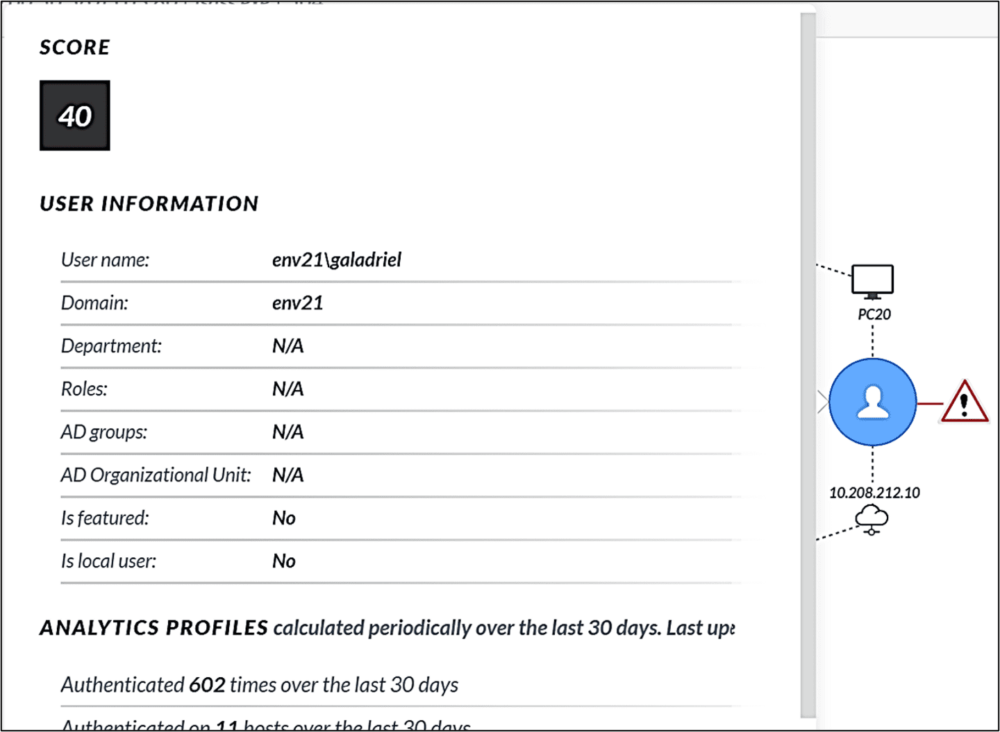 SCORE
40
USER INFORMATION
User name: env21\galadriel
Domain: env21
Department: N/A
Roles: N/A
AD groups: N/A
AD Organizational Unit: N/A
Is featured: No
Is local user: No
ANALYTICS PROFILES calculated periodically over the last 30 days. Last
Authenticated 602 times over the last 30 days
Authenticated on 11 hosts over the last 30 days
PC20
10.208.212.10